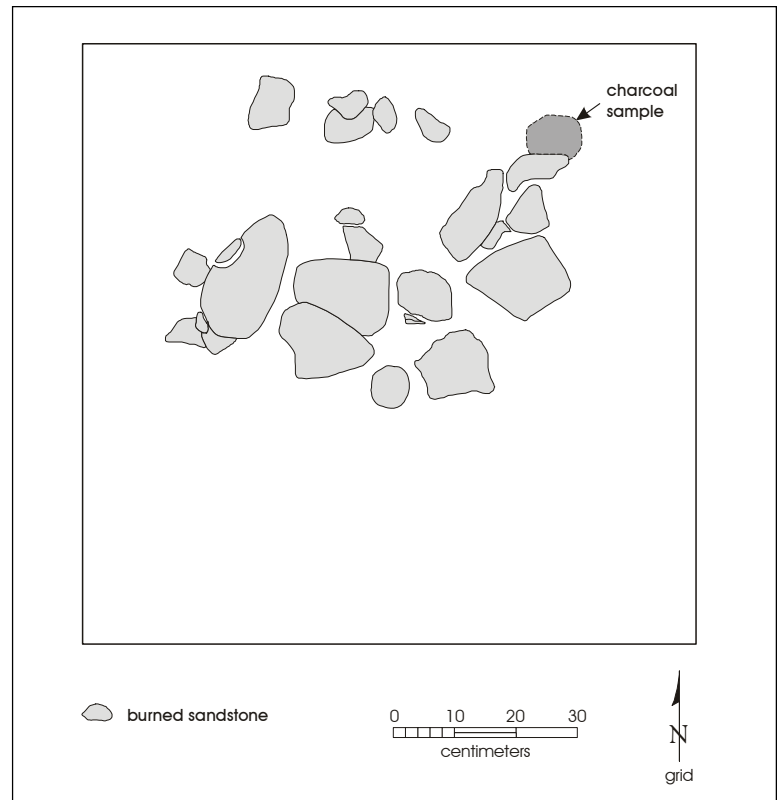 charcoal
sample
burned sandstone
0 10 20 30
centimeters
N
grid